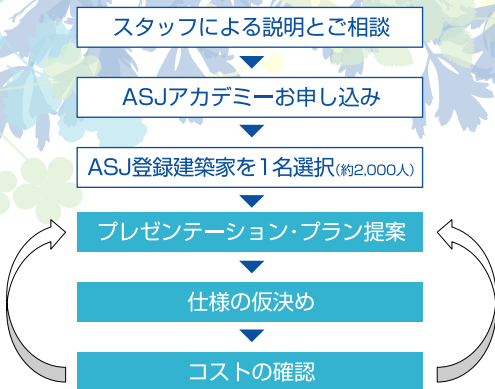 スタッフによる説明とご相談
ASJアカデミーお申し込み
ASJ登録建築家を1名選択(約2,000人)
プレゼンテーション・プラン提案
仕様の仮決め
コストの確認